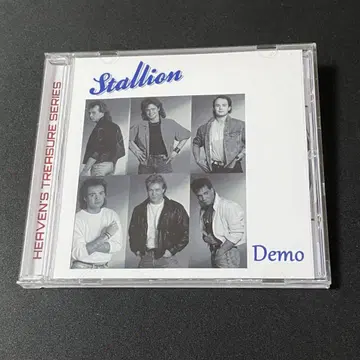 Stallion
HEAVEN'S TREASURE SERIES
Demo